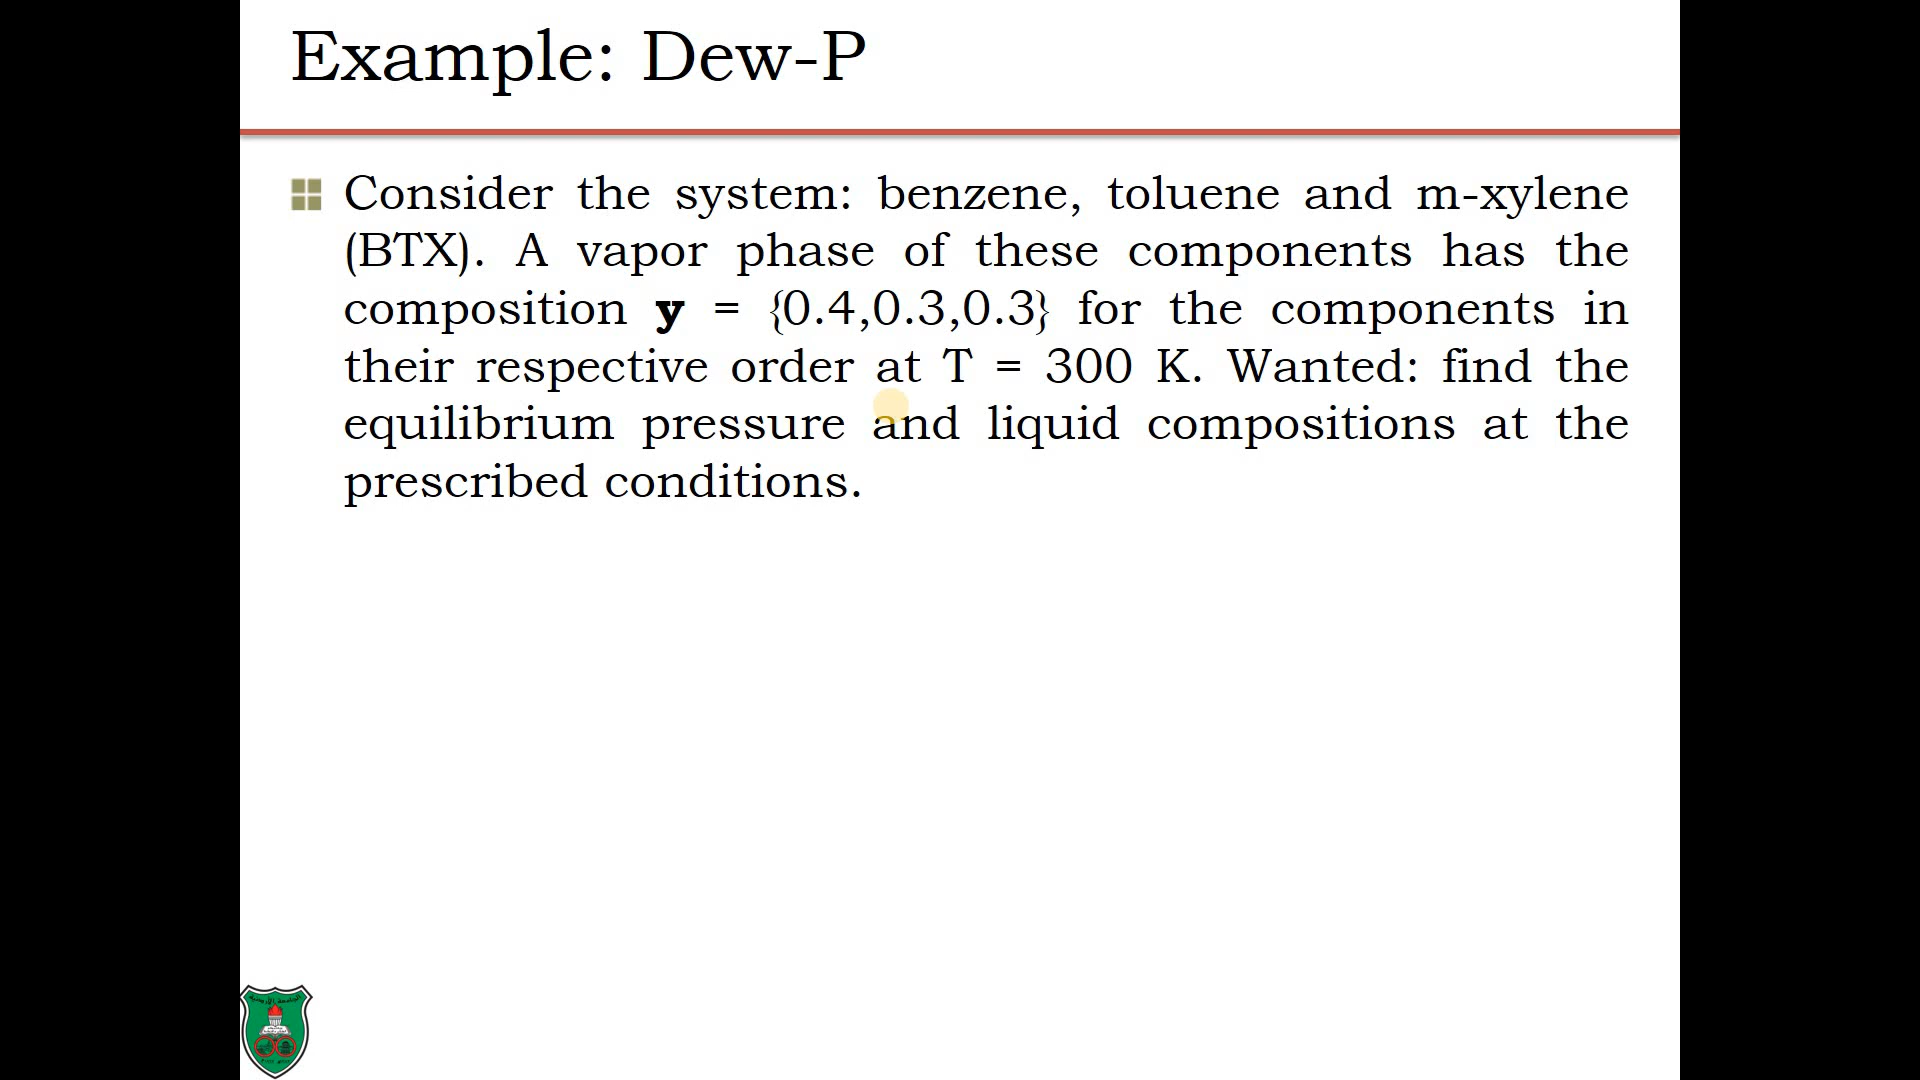 Example: Dew-P
Consider the system: benzene, toluene and m-xylene
(BTX). A vapor phase of these components has the
composition y = {0.4,0.3,0.3} for the components in
their respective order at T = 300 K. Wanted: find the
equilibrium pressure and liquid compositions at the
prescribed conditions.
الجامعة الأردنية